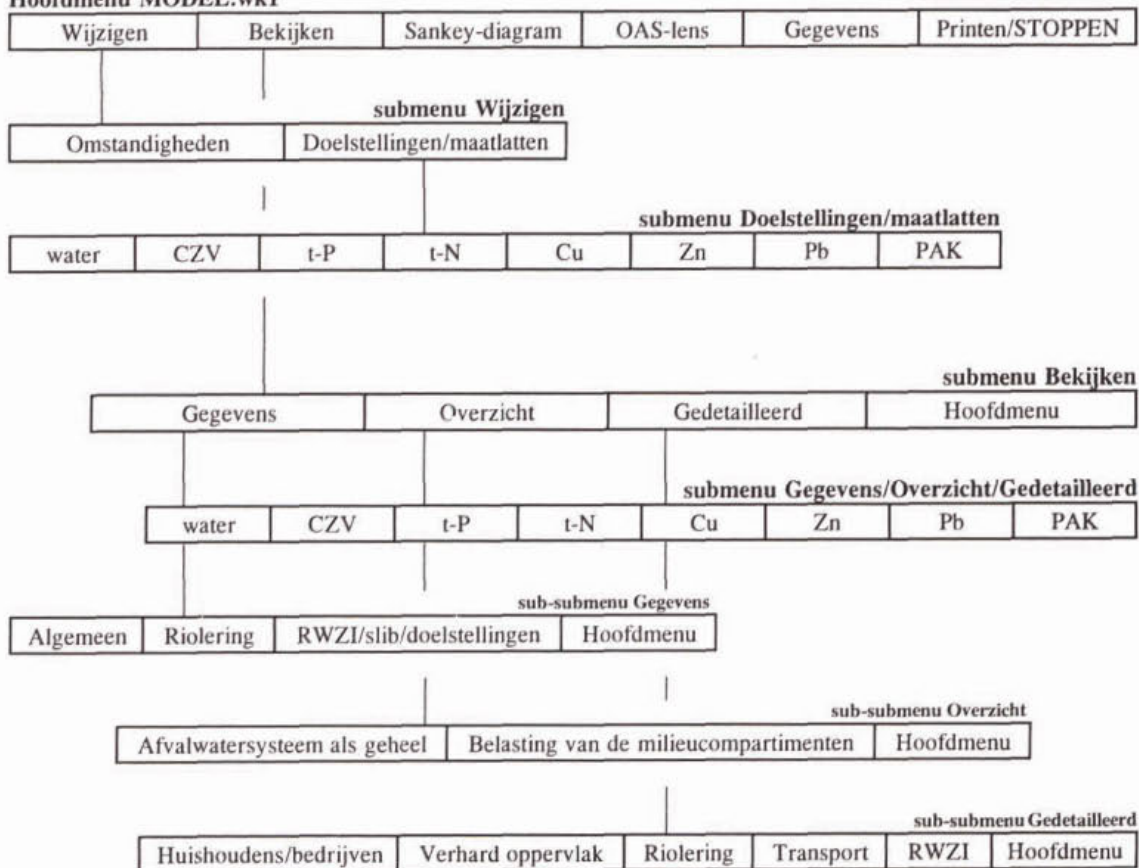 Hoofdmenu MODEL.wk1
Wijzigen Bekijken Sankey-diagram OAS-lens Gegevens Printen/STOPPEN
submenu Wijzigen
Omstandigheden Doelstellingen/maatlatten
submenu Doelstellingen/maatlatten
water CZV t-P t-N Cu Zn Pb PAK
submenu Bekijken
Gegevens Overzicht Gedetailleerd Hoofdmenu
submenu Gegevens/Overzicht/Gedetailleerd
water CZV t-P t-N Cu Zn Pb PAK
sub-submenu Gegevens
Algemeen Riolering RWZI/slib/doelstellingen Hoofdmenu
sub-submenu Overzicht
Afvalwatersysteem als geheel Belasting van de milieucompartimenten Hoofdmenu
sub-submenu Gedetailleerd
Huishoudens/bedrijven Verhard oppervlak Riolering Transport RWZI Hoofdmenu